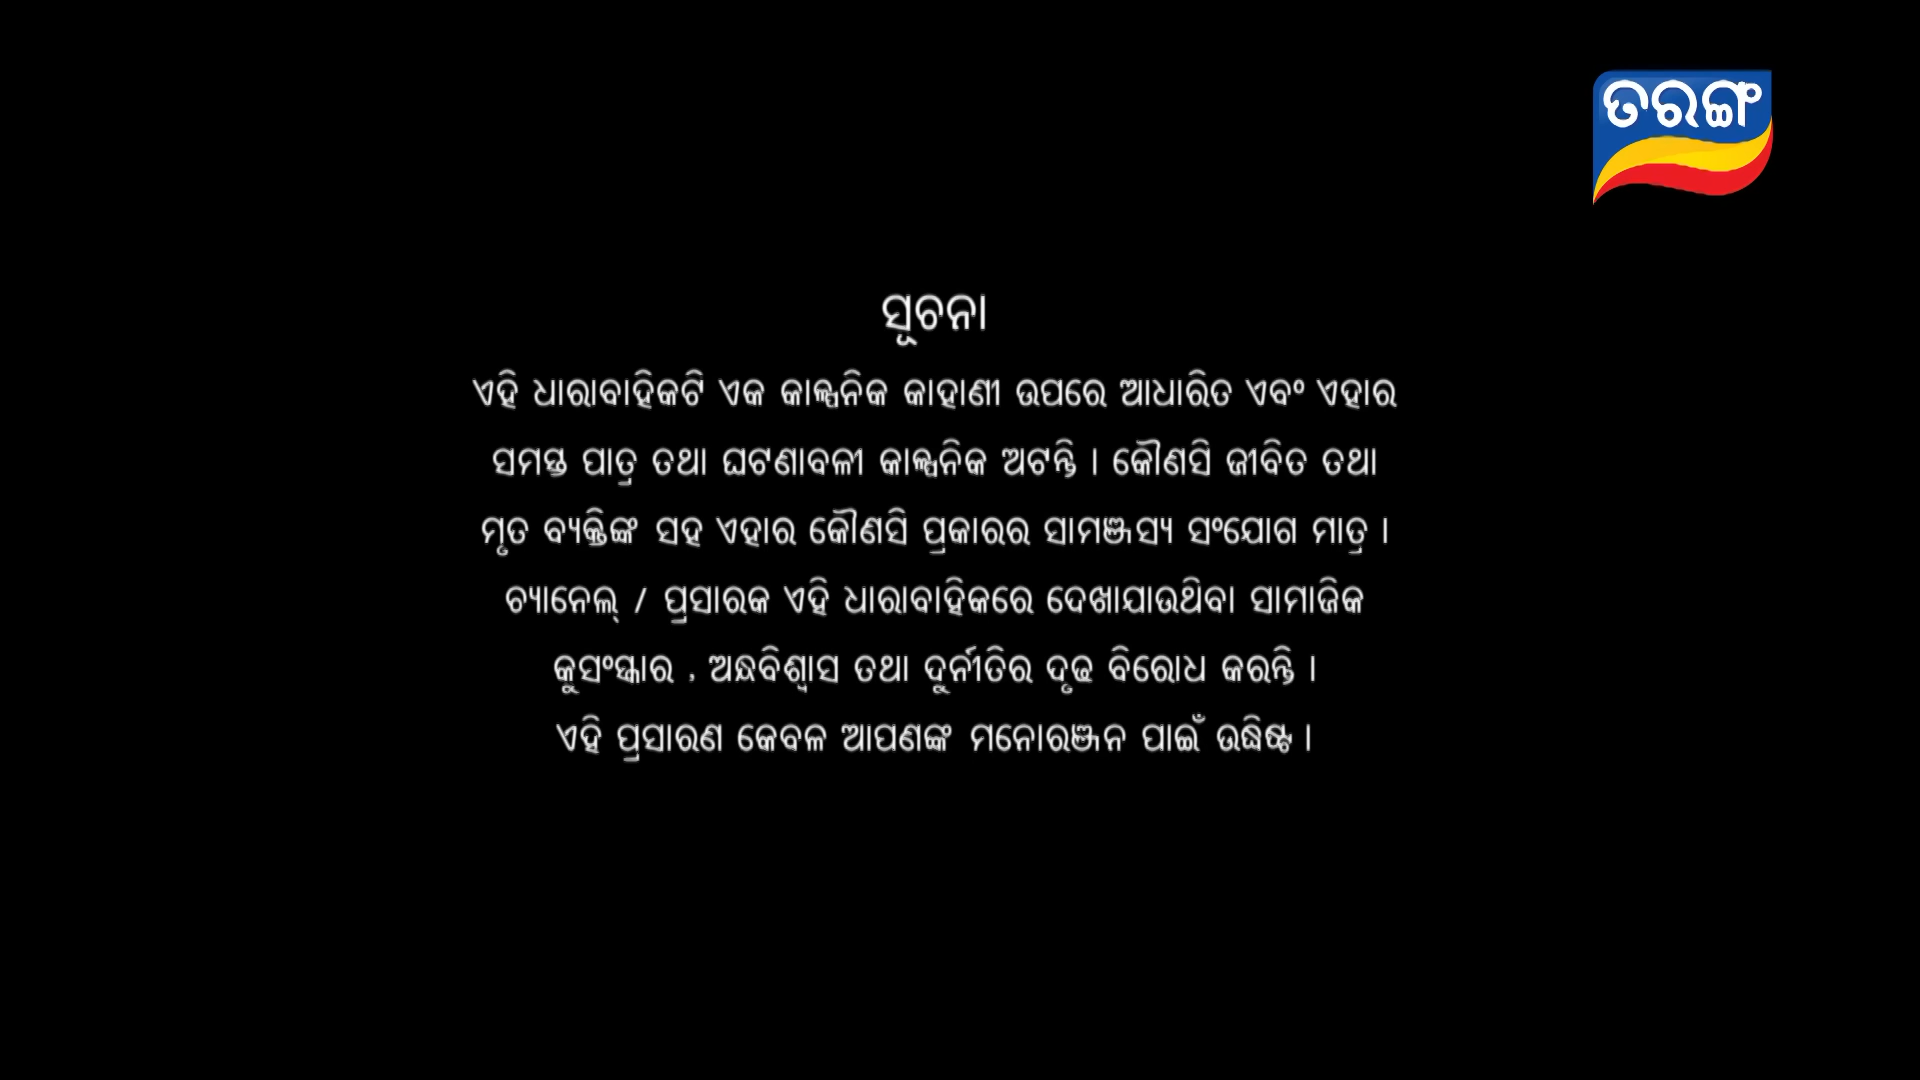 ତରଙ୍ଗ
ସୂଚନା
ଏହି ଧାରାବାହିକଟି ଏକ କାଳ୍ପନିକ କାହାଣୀ ଉପରେ ଆଧାରିତ ଏବଂ ଏହାର
ସମସ୍ତ ପାତ୍ର ତଥା ଘଟଣାବଳୀ କାଳ୍ପନିକ ଅଟନ୍ତି । କୌଣସି ଜୀବିତ ତଥା
ମୃତ ବ୍ୟକ୍ତିଙ୍କ ସହ ଏହାର କୌଣସି ପ୍ରକାରର ସାମଞ୍ଜସ୍ୟ ସଂଯୋଗ ମାତ୍ର ।
ଚ୍ୟାନେଲ୍ / ପ୍ରସାରକ ଏହି ଧାରାବାହିକରେ ଦେଖାଯାଉଥିବା ସାମାଜିକ
କୁସଂସ୍କାର , ଅନ୍ଧବିଶ୍ୱାସ ତଥା ଦୁର୍ନୀତିର ଦୃଢ ବିରୋଧ କରନ୍ତି ।
ଏହି ପ୍ରସାରଣ କେବଳ ଆପଣଙ୍କ ମନୋରଞ୍ଜନ ପାଇଁ ଉଦ୍ଧିଷ୍ଟ ।